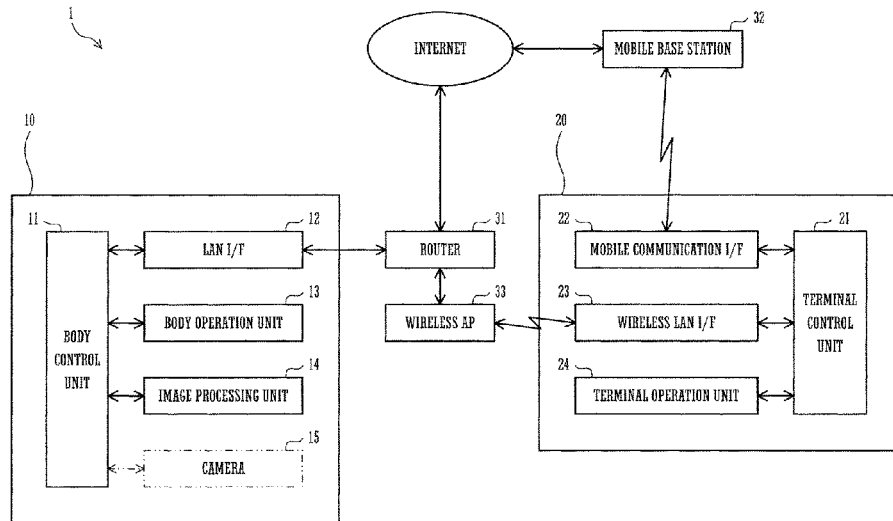 1
INTERNET
32
MOBILE BASE STATION
10
20
11
12
LAN I/F
31
ROUTER
22
MOBILE COMMUNICATION I/F
21
13
BODY OPERATION UNIT
33
WIRELESS AP
23
WIRELESS LAN I/F
TERMINAL
CONTROL
UNIT
BODY
CONTROL
UNIT
14
IMAGE PROCESSING UNIT
24
TERMINAL OPERATION UNIT
15
CAMERA